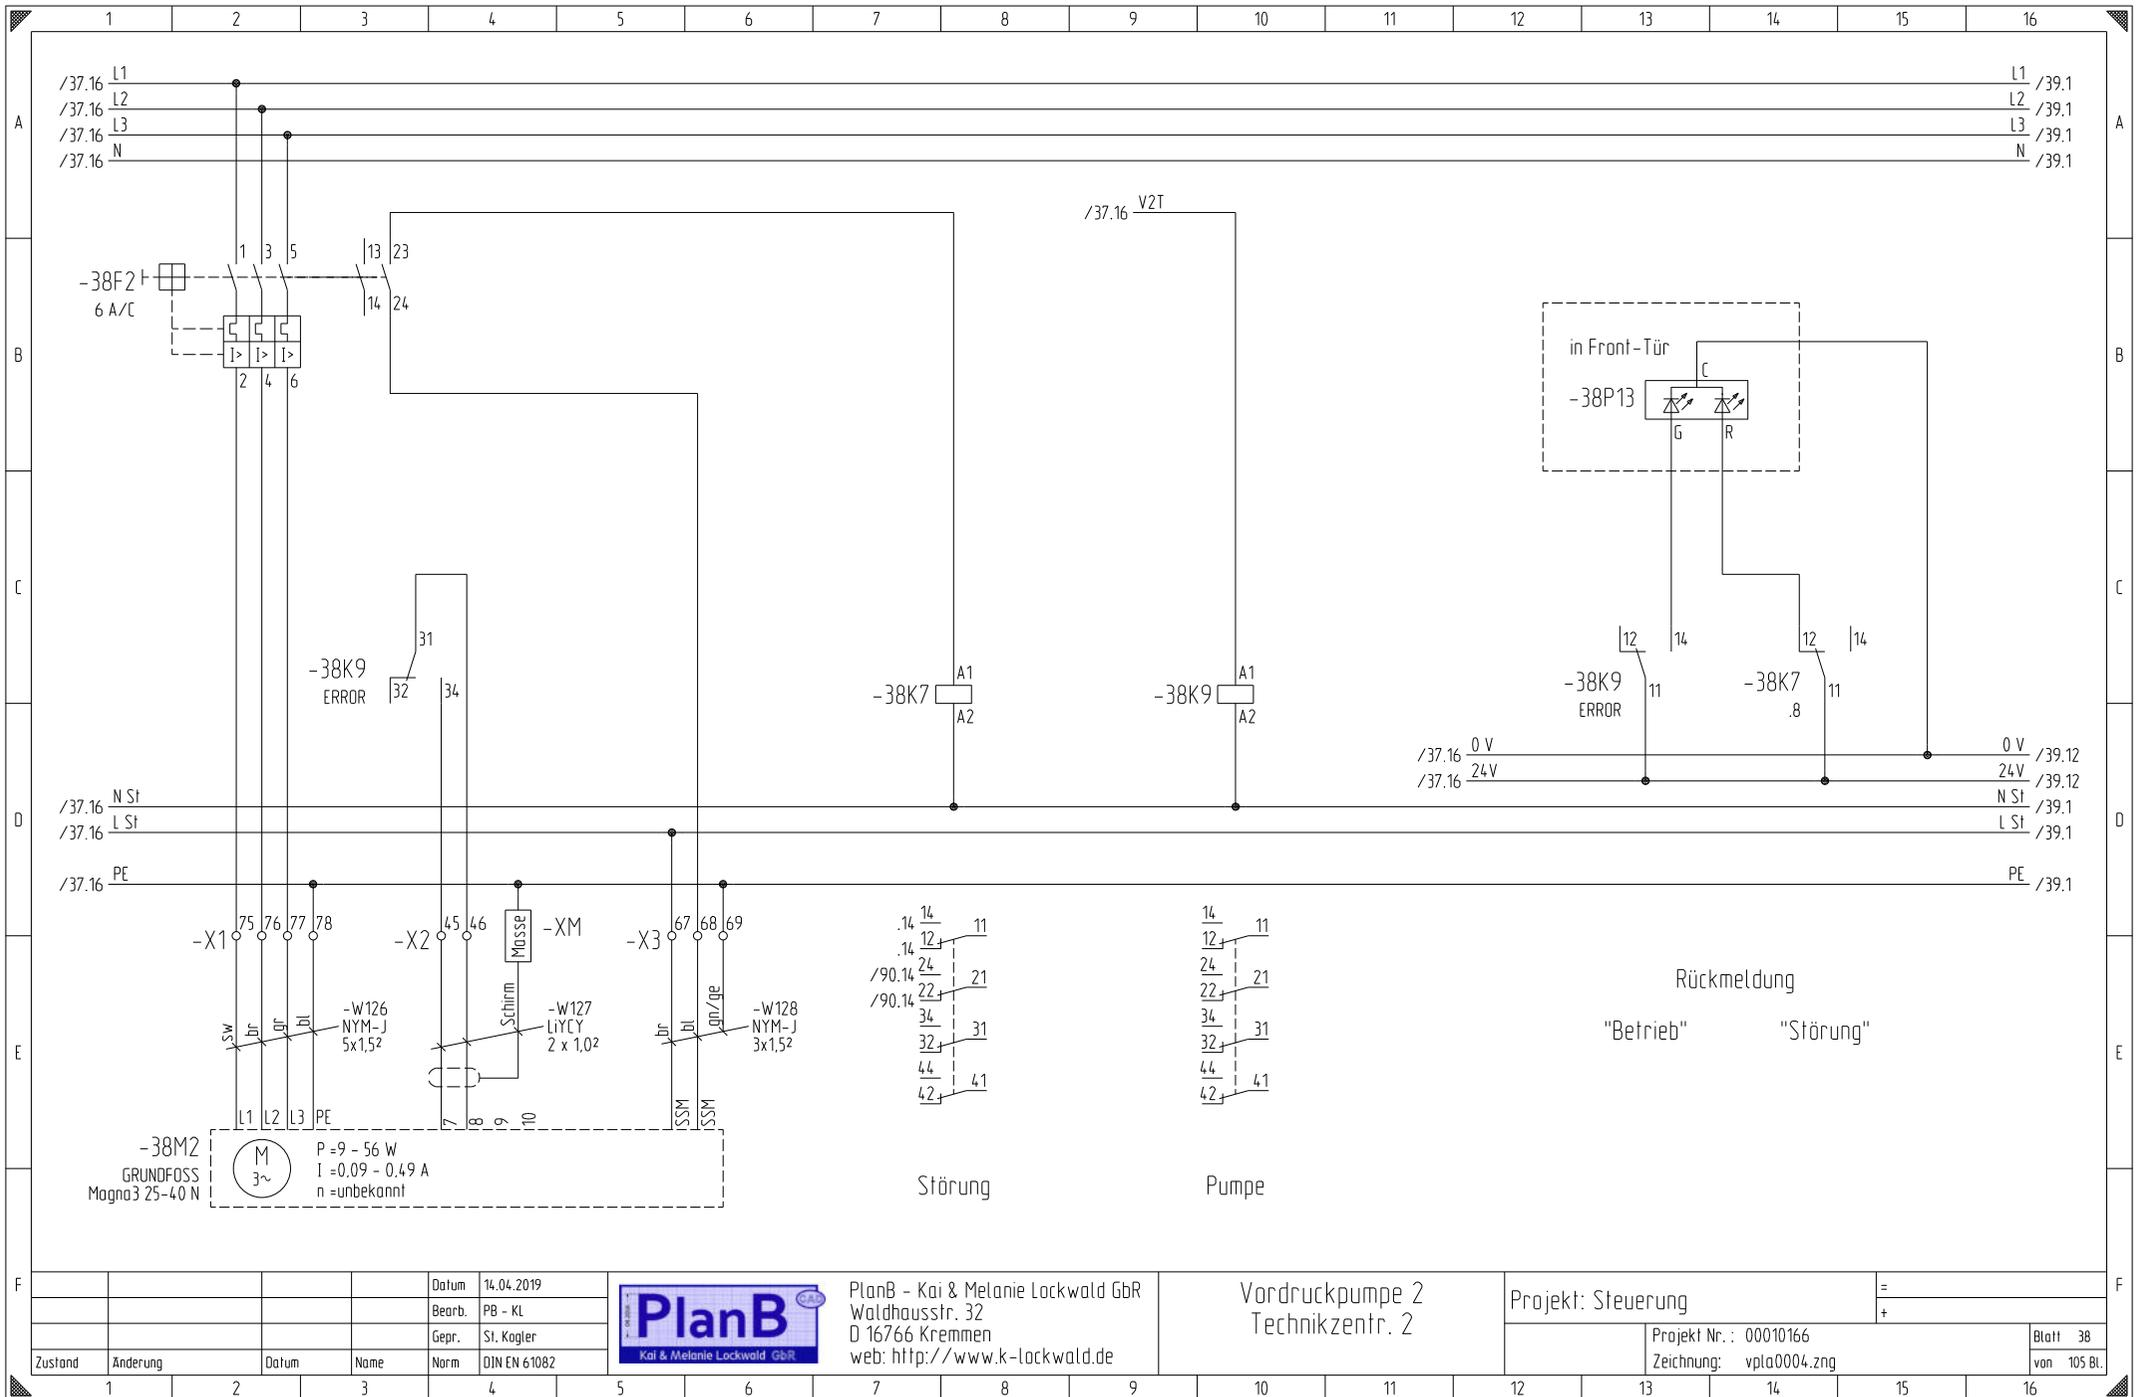 1 2 3 4 5 6 7 8 9 10 11 12 13 14 15 16
/37.16 L1 L1 /39.1
/37.16 L2 L2 /39.1
A A
/37.16 L3 L3 /39.1
/37.16 N N /39.1
/37.16 V2T
1 3 5 13 23
-38F2
14 24
6 A/C
in Front-Tür
B I> I> I> B
C
2 4 6
-38P13
G R
C C
31 12 14 12 14
-38K9 A1 A1 -38K9 -38K7
32 34 -38K7 -38K9 11 11
ERROR ERROR .8
A2 A2
/37.16 0 V 0 V /39.12
/37.16 24V 24V /39.12
/37.16 N St N St /39.1
D D
/37.16 L St L St /39.1
/37.16 PE PE /39.1
75 76 77 78 45 46 Masse -XM 67 68 69
-X1 -X2 -X3
14 14
.14 11 11
12 12
.14
24 24
/90.14 21 21
22 22
/90.14
34 34
31 31
32 32
44 44
41 41
42 42
Rückmeldung
"Betrieb" "Störung"
sw br gr bl Schirm br bl gn/ge
-W126
NYM-J
5x1,5²
-W127
LiYCY
2 x 1,0²
-W128
NYM-J
3x1,5²
E E
L1 L2 L3 PE 7 8 9 10 SSM SSM
-38M2
GRUNDFOSS
Magna3 25-40 N
M
3~
P =9 - 56 W
I =0.09 - 0.49 A
n =unbekannt
Störung Pumpe
F F
Datum 14.04.2019
Bearb. PB - KL
Gepr. St. Kogler
Zustand Änderung Datum Name Norm DIN EN 61082
PlanB
CAD
Kai & Melanie Lockwald GbR
PlanB - Kai & Melanie Lockwald GbR
Waldhausstr. 32
D 16766 Kremmen
web: http://www.k-lockwald.de
Vordruckpumpe 2
Technikzentr. 2
Projekt: Steuerung
=
+
Projekt Nr. : 00010166
Zeichnung: vpla0004.zng
Blatt 38
von 105 Bl.
1 2 3 4 5 6 7 8 9 10 11 12 13 14 15 16